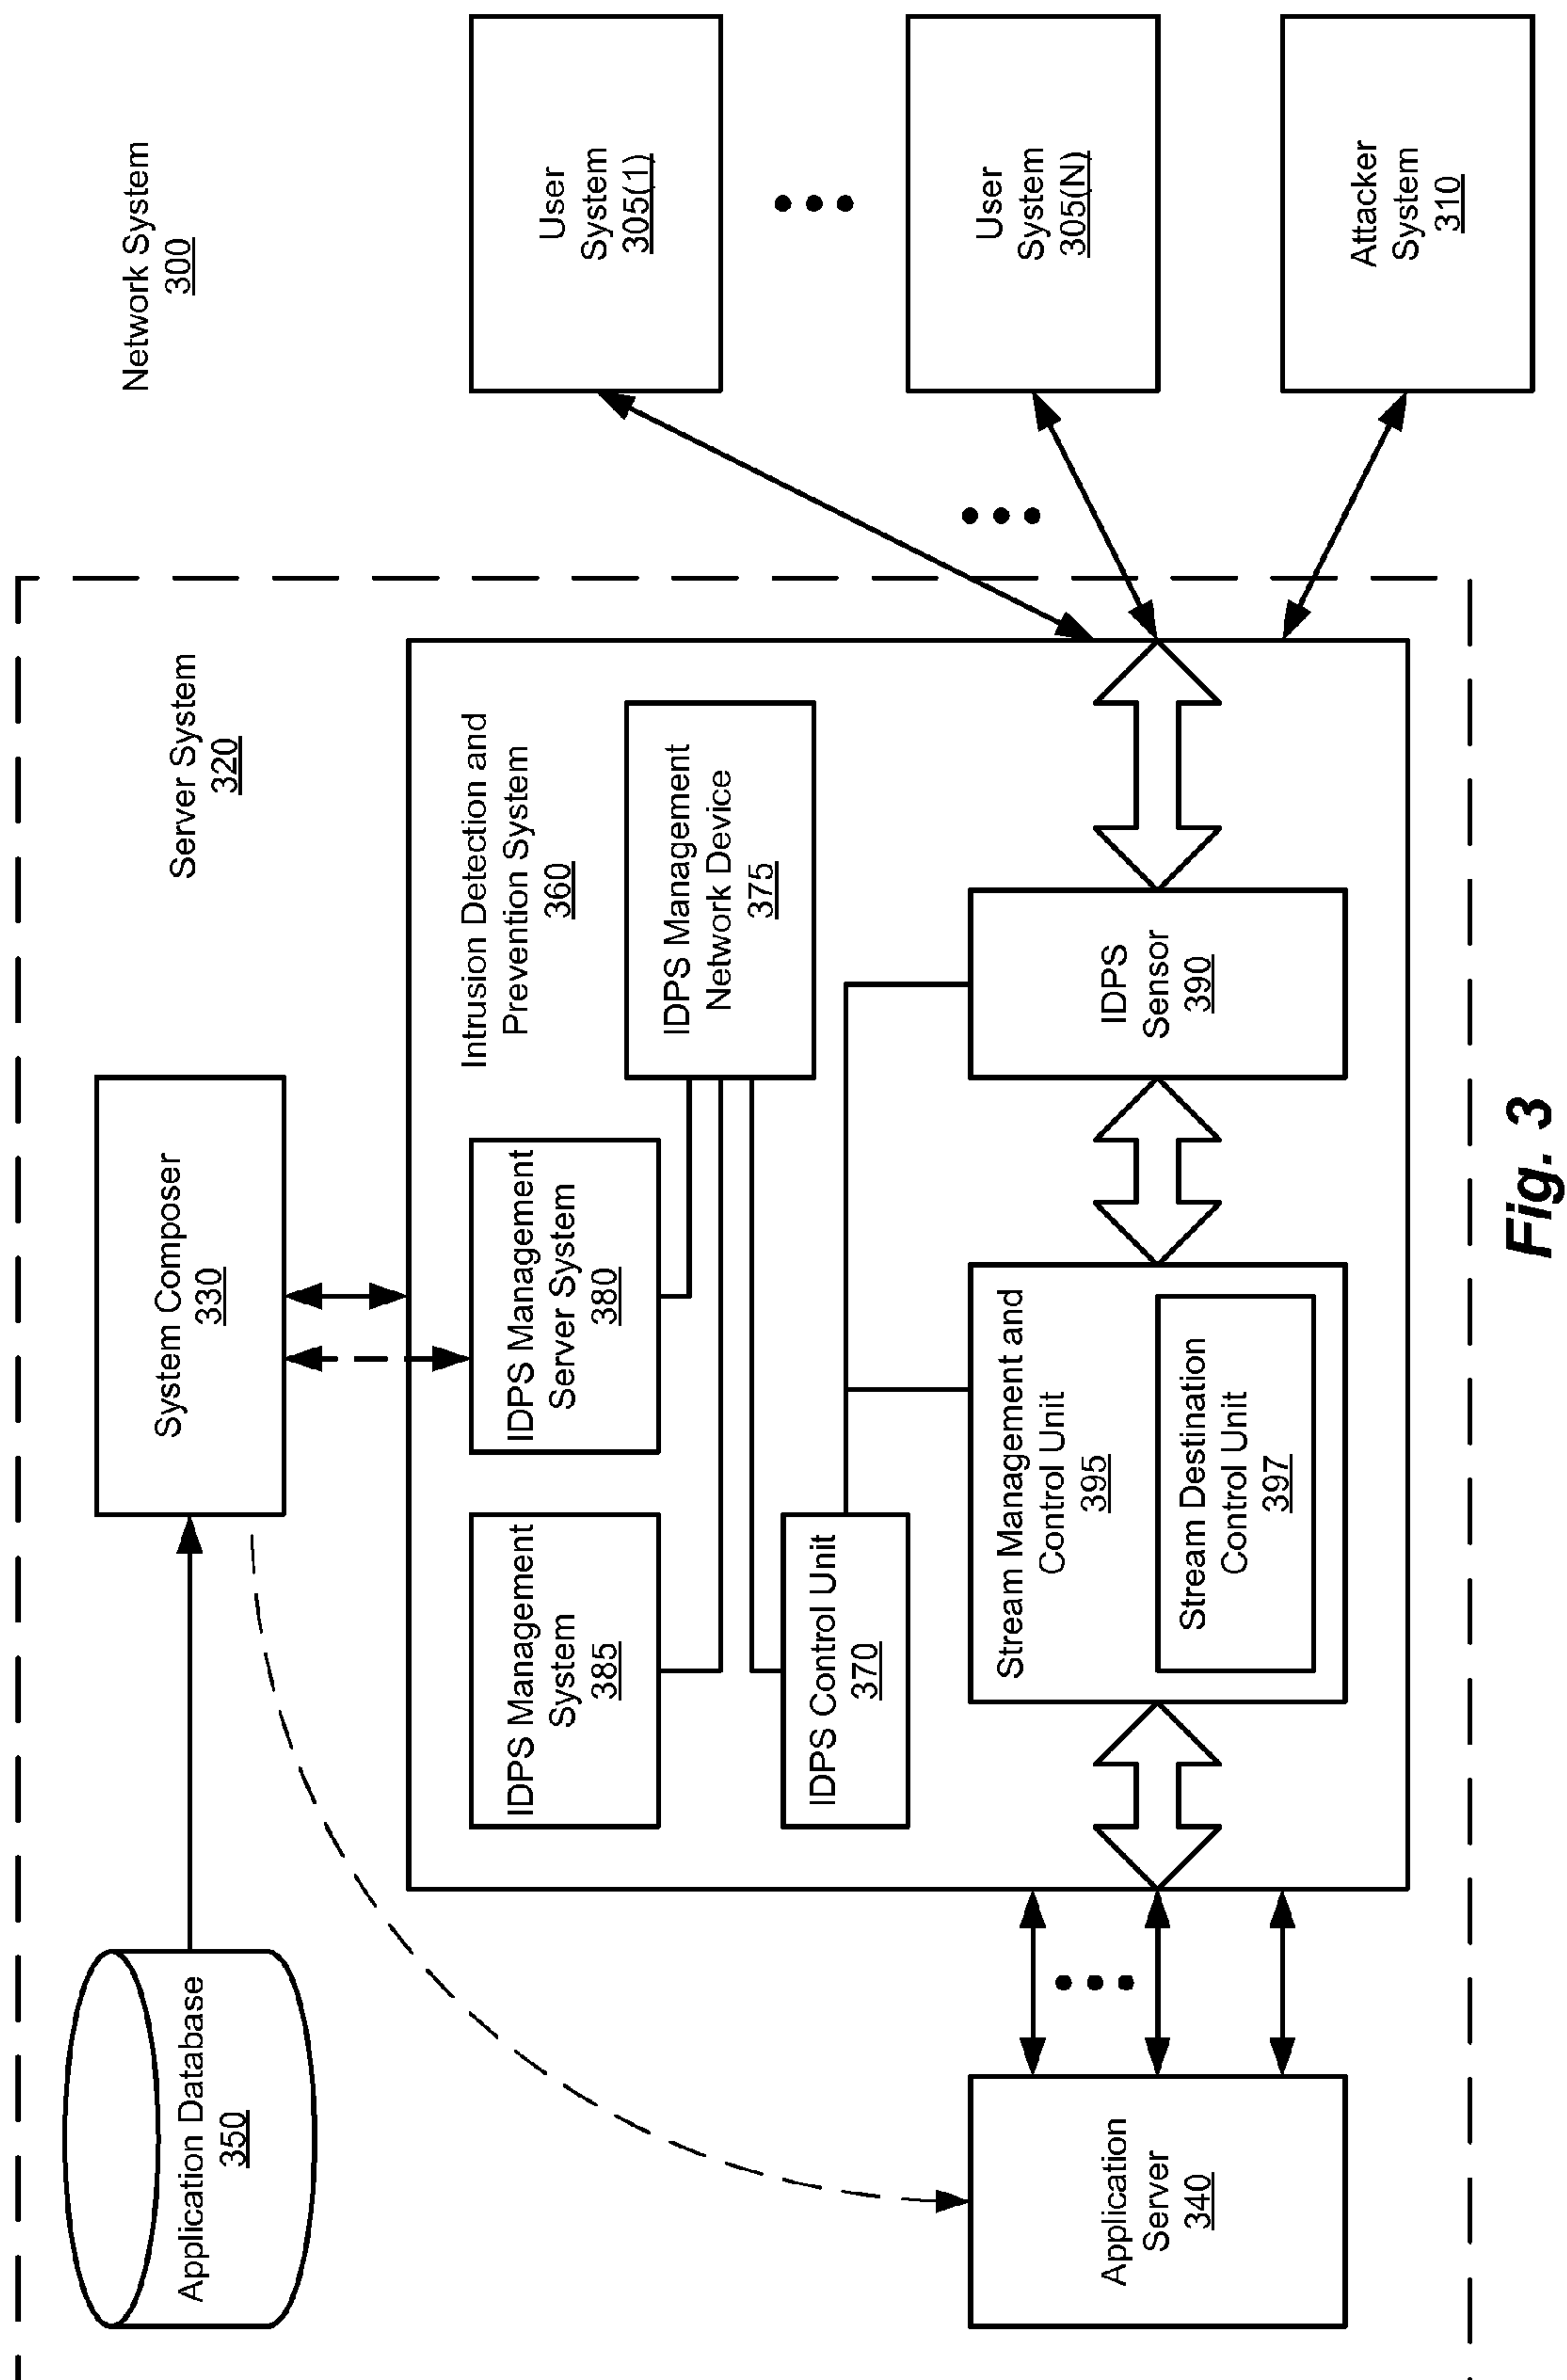 Network System
300
Server System
320
Application Database
350
System Composer
330
Intrusion Detection and
Prevention System
360
IDPS Management
System
385
IDPS Management
Server System
380
IDPS Management
Network Device
375
IDPS Control Unit
370
Stream Management and
Control Unit
395
Stream Destination
Control Unit
397
IDPS
Sensor
390
Application
Server
340
User
System
305(1)
User
System
305(N)
Attacker
System
310
Fig. 3